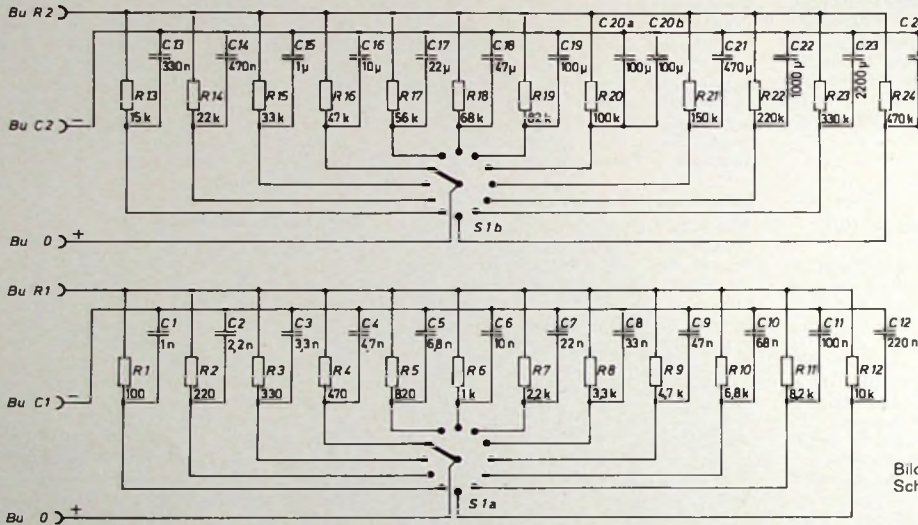 Bu R2
C20a C20b
C13 330n
C14 470n
C15 1µ
C16 10µ
C17 22µ
C18 47µ
C19 100µ
100µ
100µ
C21 470µ
C22 1000µ
C23 2200µ
R13 15k
R14 22k
R15 33k
R16 47k
R17 56k
R18 68k
R19 82k
R20 100k
R21 150k
R22 220k
R23 330k
R24 470k
Bu C2 −
S1b
Bu 0 +
Bu R1
C1 1n
C2 2,2n
C3 3,3n
C4 4,7n
C5 6,8n
C6 10n
C7 22n
C8 33n
C9 47n
C10 68n
C11 100n
C12 220n
R1 100
R2 220
R3 330
R4 470
R5 820
R6 1k
R7 2,2k
R8 3,3k
R9 4,7k
R10 6,8k
R11 8,2k
R12 10k
Bu C1 −
S1a
Bu 0 +